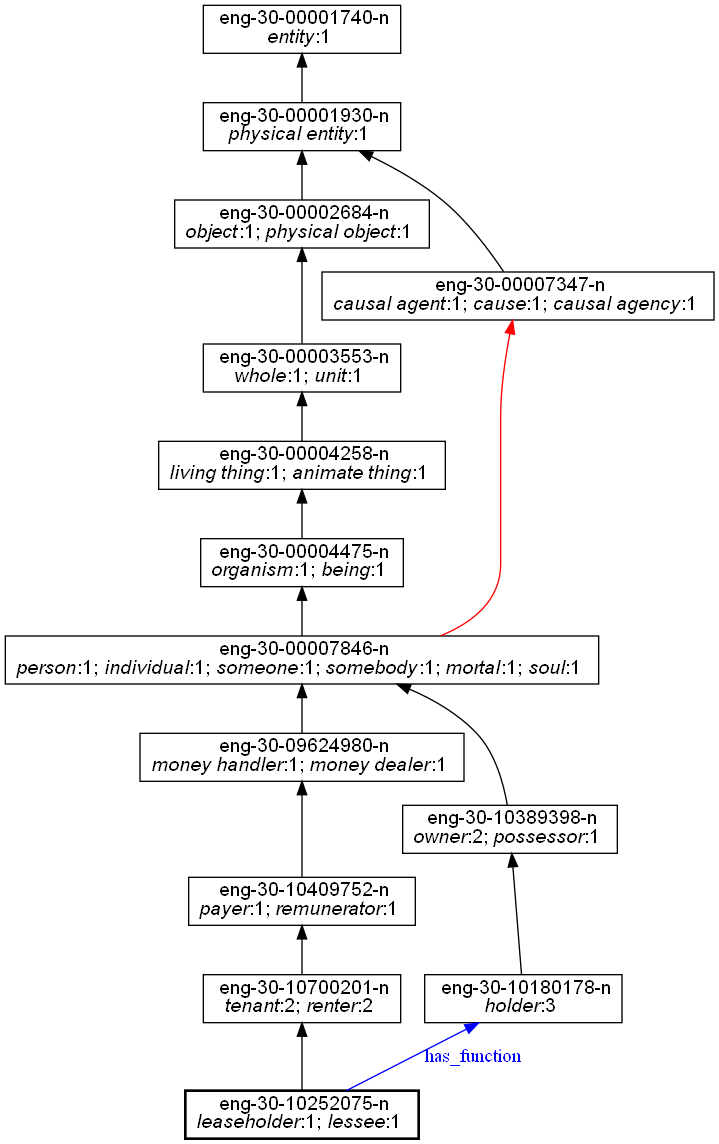 eng-30-00001740-n
entity:1
eng-30-00001930-n
physical entity:1
eng-30-00002684-n
object:1; physical object:1
eng-30-00007347-n
causal agent:1; cause:1; causal agency:1
eng-30-00003553-n
whole:1; unit:1
eng-30-00004258-n
living thing:1; animate thing:1
eng-30-00004475-n
organism:1; being:1
eng-30-00007846-n
person:1; individual:1; someone:1; somebody:1; mortal:1; soul:1
eng-30-09624980-n
money handler:1; money dealer:1
eng-30-10389398-n
owner:2; possessor:1
eng-30-10409752-n
payer:1; remunerator:1
eng-30-10700201-n
tenant:2; renter:2
eng-30-10180178-n
holder:3
has_function
eng-30-10252075-n
leaseholder:1; lessee:1